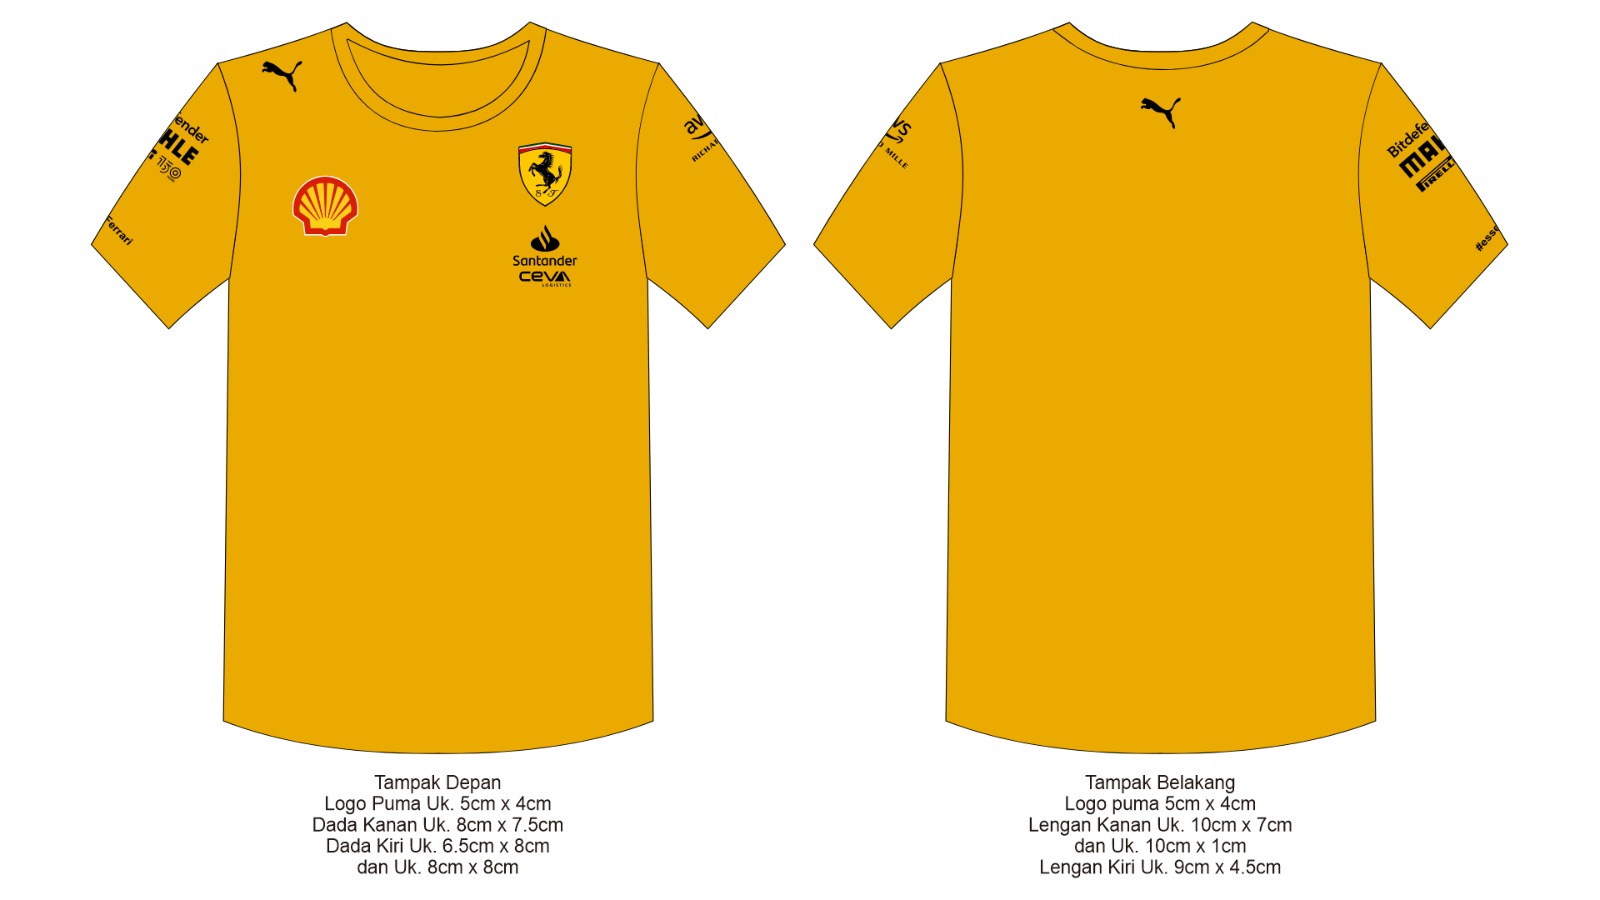 ender
HLE
150
Ferrari
S F
Santander
CEVA
LOGISTICS
aw
RICHA
VS
D MILLE
Bitdefe
MAH
PIRELL
#esse
Tampak Depan
Logo Puma Uk. 5cm x 4cm
Dada Kanan Uk. 8cm x 7.5cm
Dada Kiri Uk. 6.5cm x 8cm
dan Uk. 8cm x 8cm
Tampak Belakang
Logo puma 5cm x 4cm
Lengan Kanan Uk. 10cm x 7cm
dan Uk. 10cm x 1cm
Lengan Kiri Uk. 9cm x 4.5cm